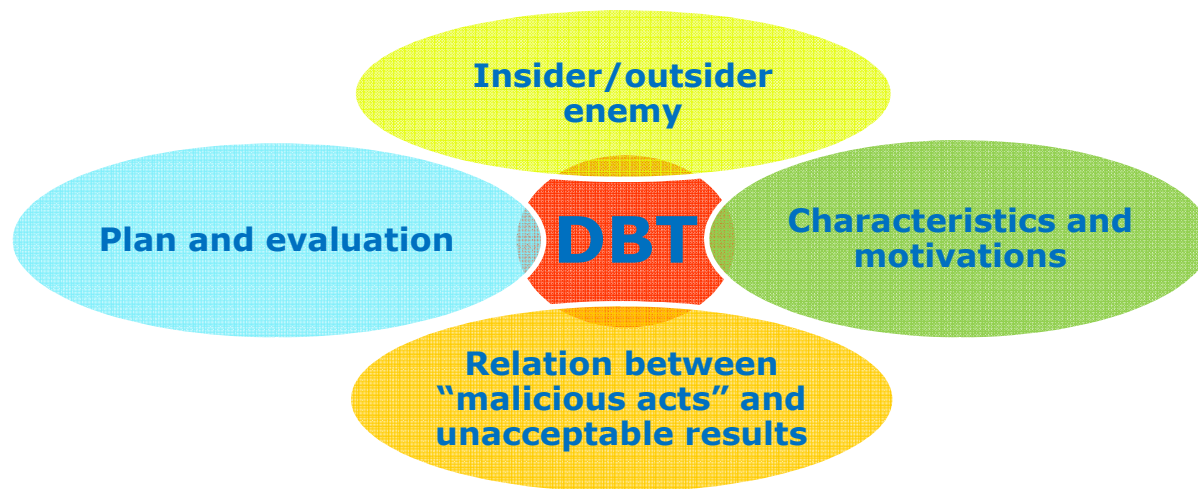 Insider/outsider
enemy
Plan and evaluation
DBT
Characteristics and
motivations
Relation between
“malicious acts” and
unacceptable results